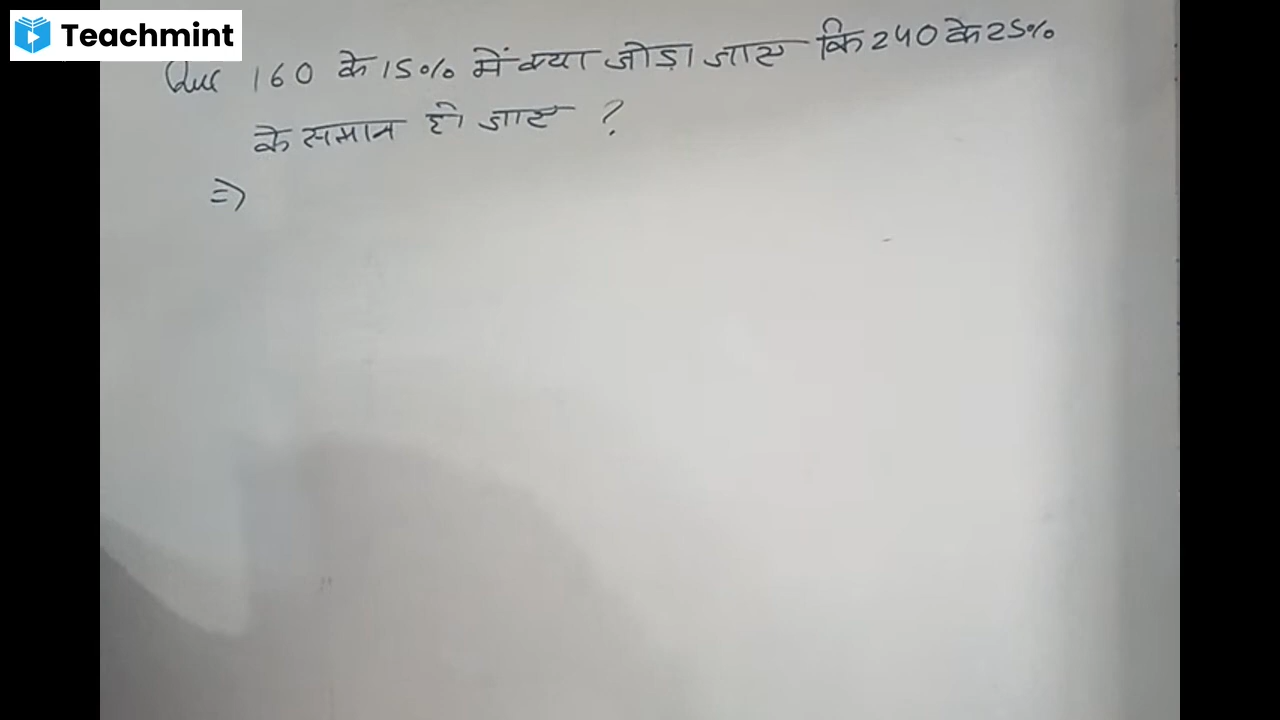 Teachmint
Que 160 के 15% में क्या जोड़ा जाए कि 240 के 25%
के समान हो जाए ?
⇒